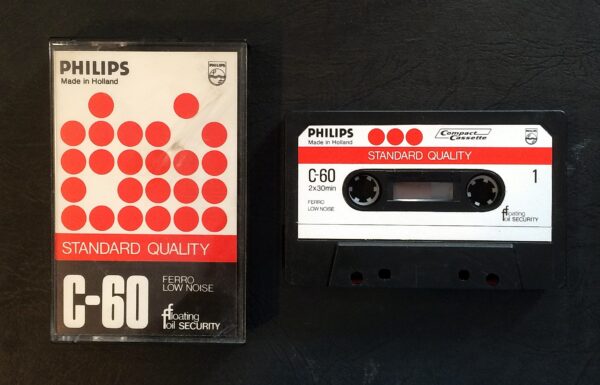 PHILIPS
Made in Holland
STANDARD QUALITY
C-60
FERRO
LOW NOISE
floating
foil SECURITY
PHILIPS
Made in Holland
Compact
Cassette
STANDARD QUALITY
C-60
2x30min
1
FERRO
LOW NOISE
floating
foil SECURITY